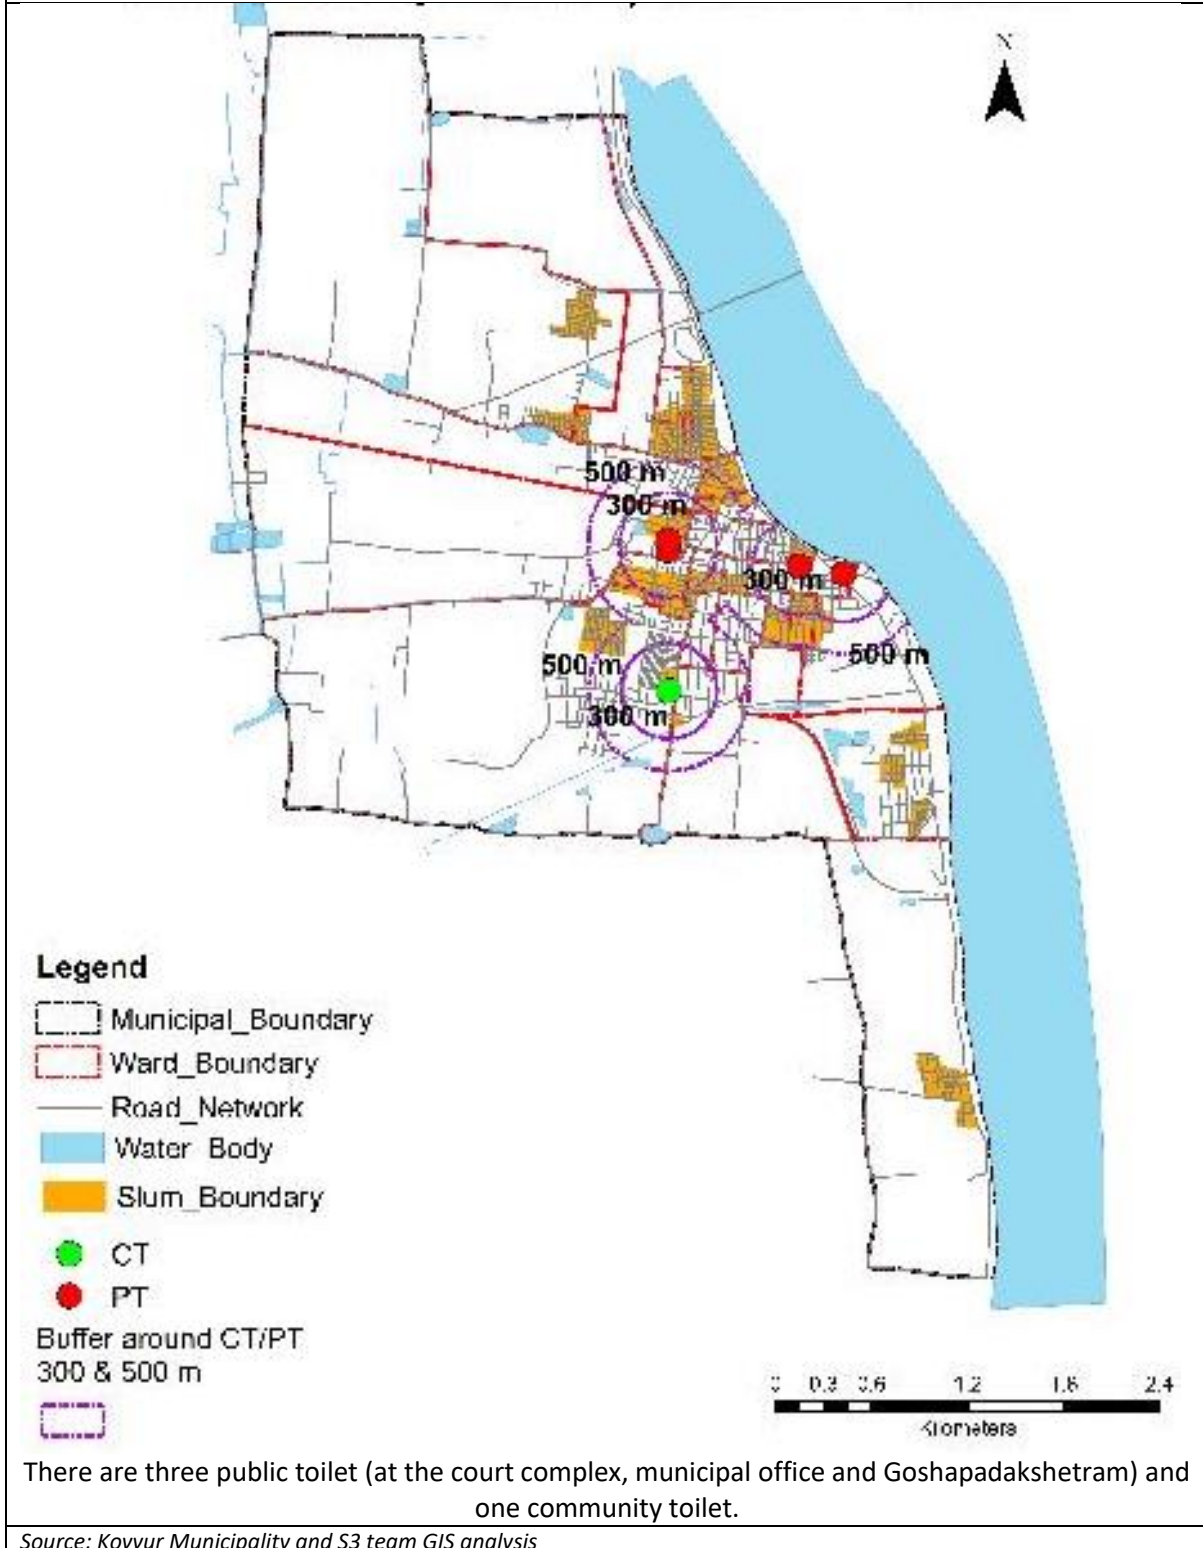 N
500 m
300 m
300 m
500 m
500 m
300 m
Legend
Municipal_Boundary
Ward_Boundary
Road_Network
Water_Body
Slum_Boundary
CT
PT
Buffer around CT/PT
300 & 500 m
0 0.3 0.6 1.2 1.8 2.4
Kilometers
There are three public toilet (at the court complex, municipal office and Goshapadakshetram) and
one community toilet.
Source: Kovvur Municipality and S3 team GIS analysis